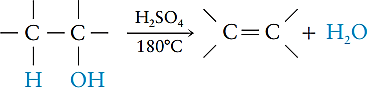 H₂SO₄
— C — C — → C = C + H₂O
180°C
H OH